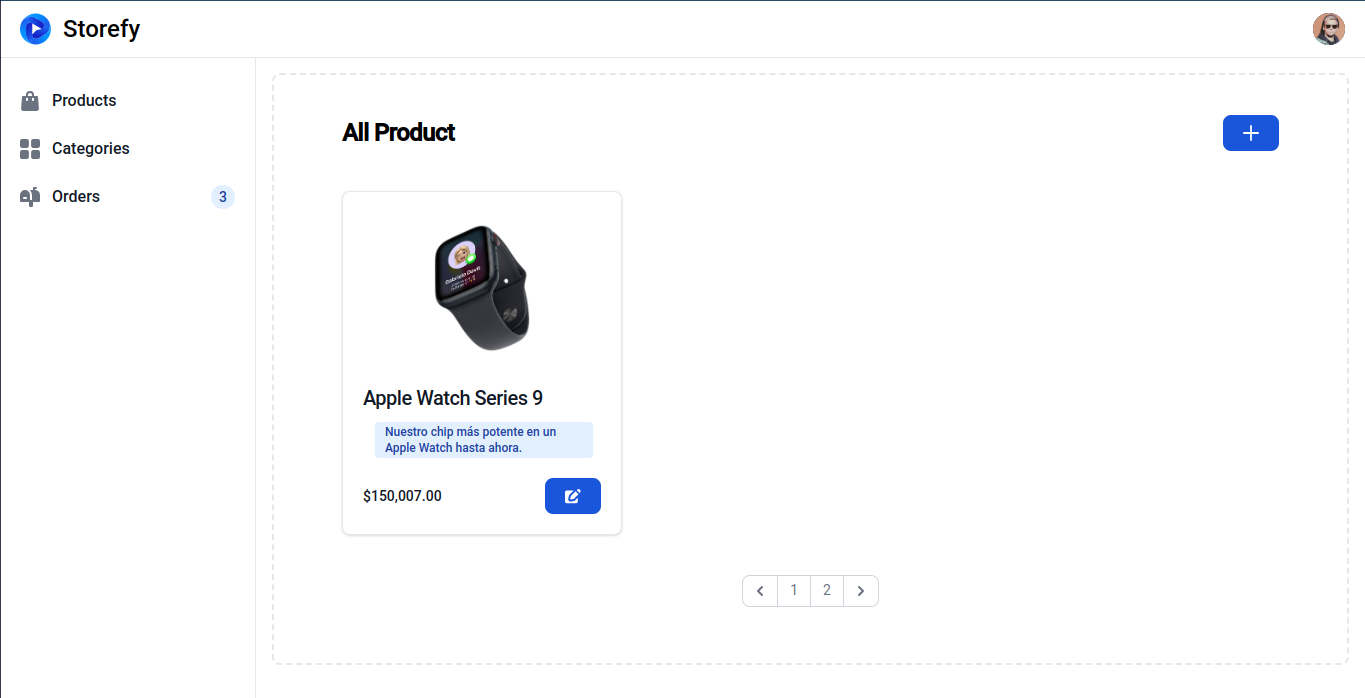 Storefy
Products
Categories
Orders
3
All Product
Apple Watch Series 9
Nuestro chip más potente en un
Apple Watch hasta ahora.
$150,007.00
1
2